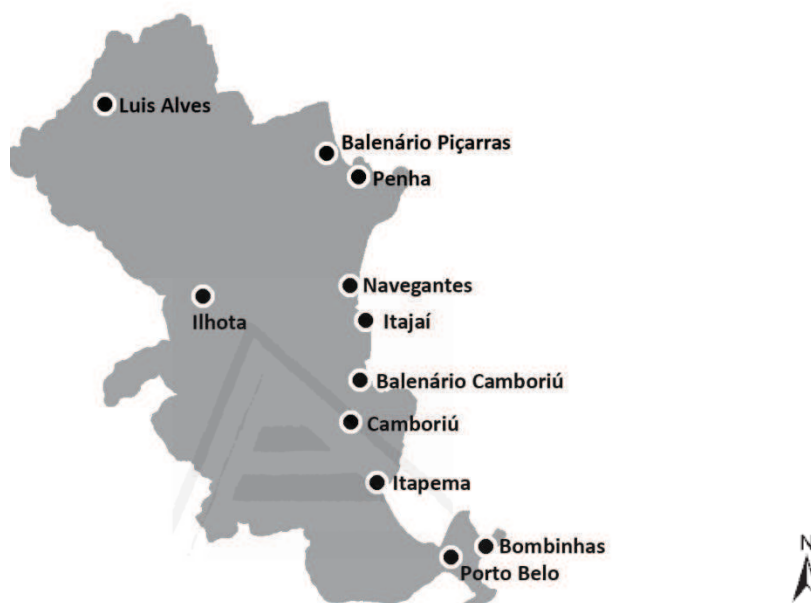 Luis Alves
Balenário Piçarras
Penha
Navegantes
Ilhota
Itajaí
Balenário Camboriú
Camboriú
Itapema
Bombinhas
Porto Belo
N